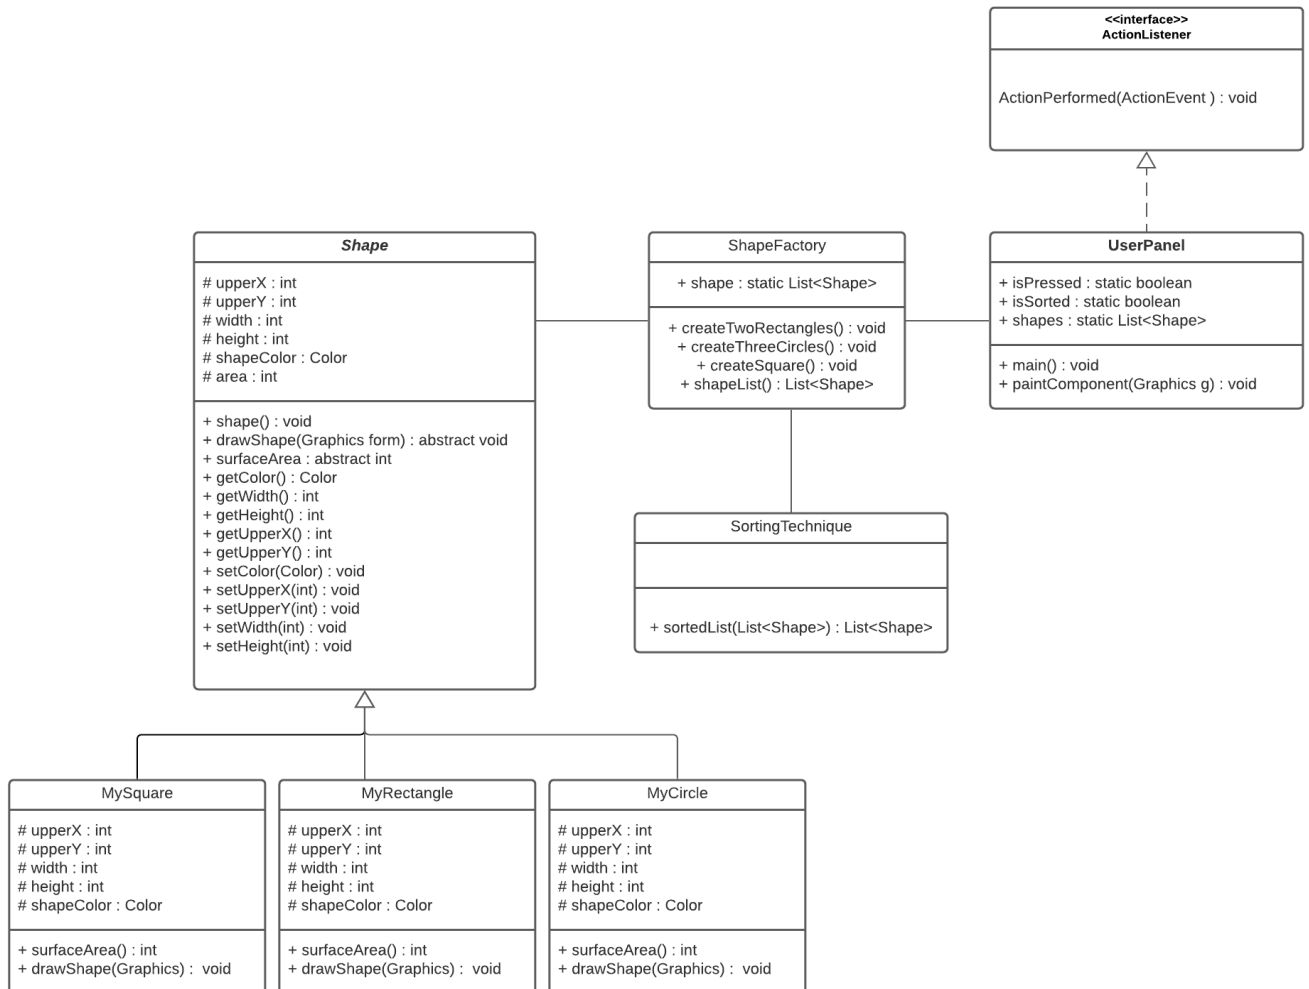 <<interface>>
ActionListener
ActionPerformed(ActionEvent ) : void
Shape
# upperX : int
# upperY : int
# width : int
# height : int
# shapeColor : Color
# area : int
+ shape() : void
+ drawShape(Graphics form) : abstract void
+ surfaceArea : abstract int
+ getColor() : Color
+ getWidth() : int
+ getHeight() : int
+ getUpperX() : int
+ getUpperY() : int
+ setColor(Color) : void
+ setUpperX(int) : void
+ setUpperY(int) : void
+ setWidth(int) : void
+ setHeight(int) : void
ShapeFactory
+ shape : static List<Shape>
+ createTwoRectangles() : void
+ createThreeCircles() : void
+ createSquare() : void
+ shapeList() : List<Shape>
UserPanel
+ isPressed : static boolean
+ isSorted : static boolean
+ shapes : static List<Shape>
+ main() : void
+ paintComponent(Graphics g) : void
SortingTechnique
+ sortedList(List<Shape>) : List<Shape>
MySquare
# upperX : int
# upperY : int
# width : int
# height : int
# shapeColor : Color
+ surfaceArea() : int
+ drawShape(Graphics) :  void
MyRectangle
# upperX : int
# upperY : int
# width : int
# height : int
# shapeColor : Color
+ surfaceArea() : int
+ drawShape(Graphics) :  void
MyCircle
# upperX : int
# upperY : int
# width : int
# height : int
# shapeColor : Color
+ surfaceArea() : int
+ drawShape(Graphics) :  void